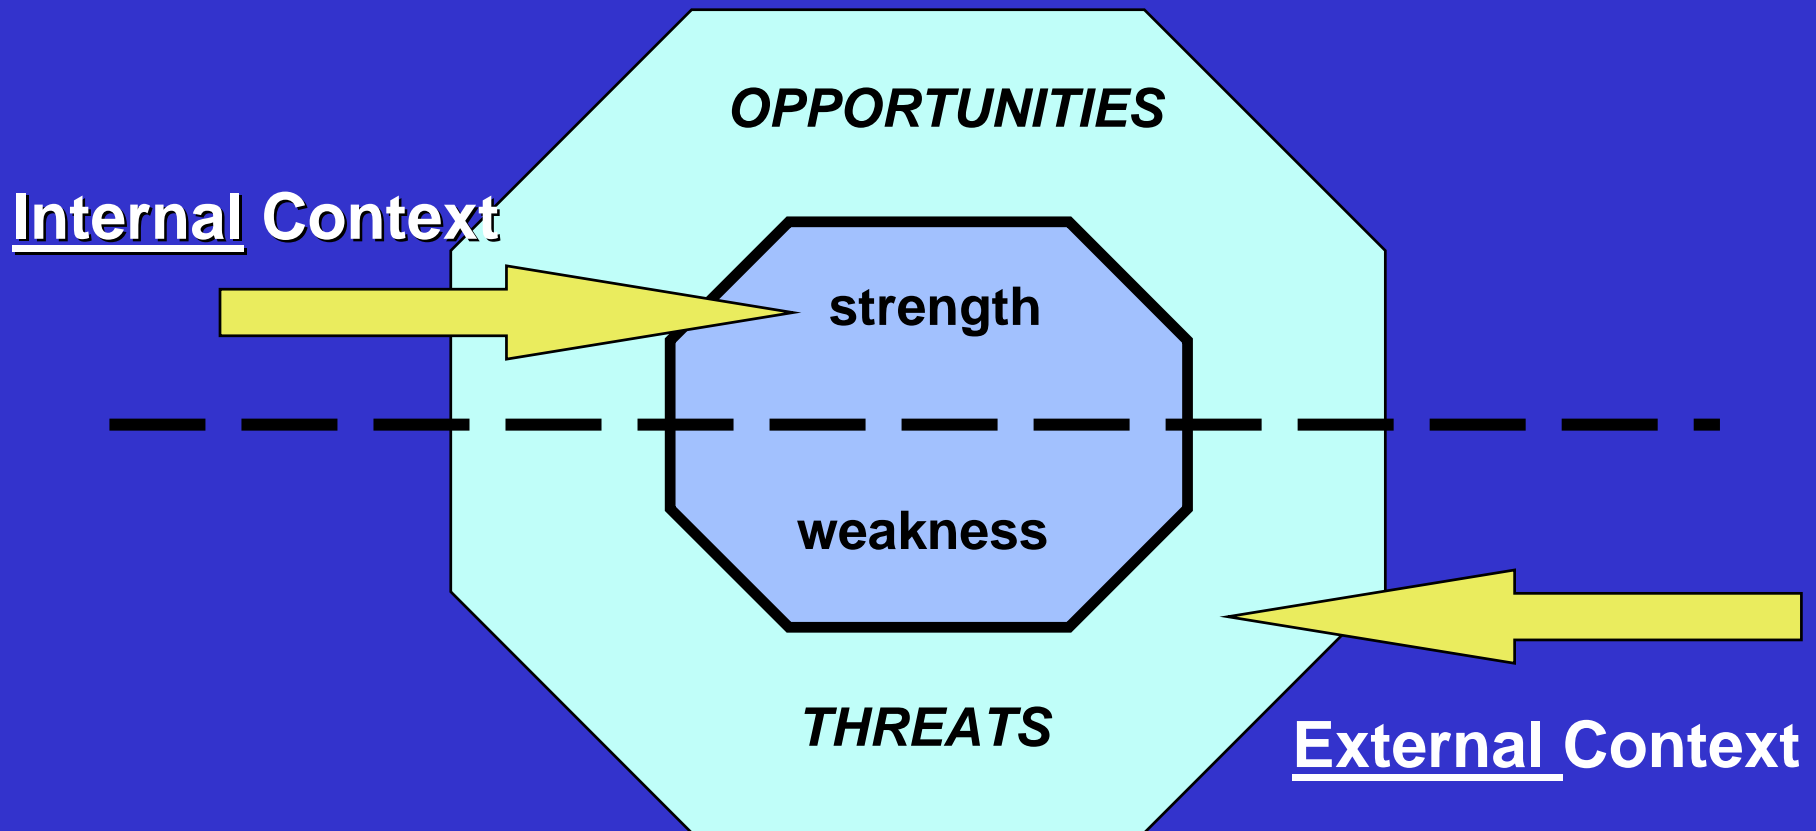 OPPORTUNITIES
Internal Context
strength
weakness
THREATS
External Context